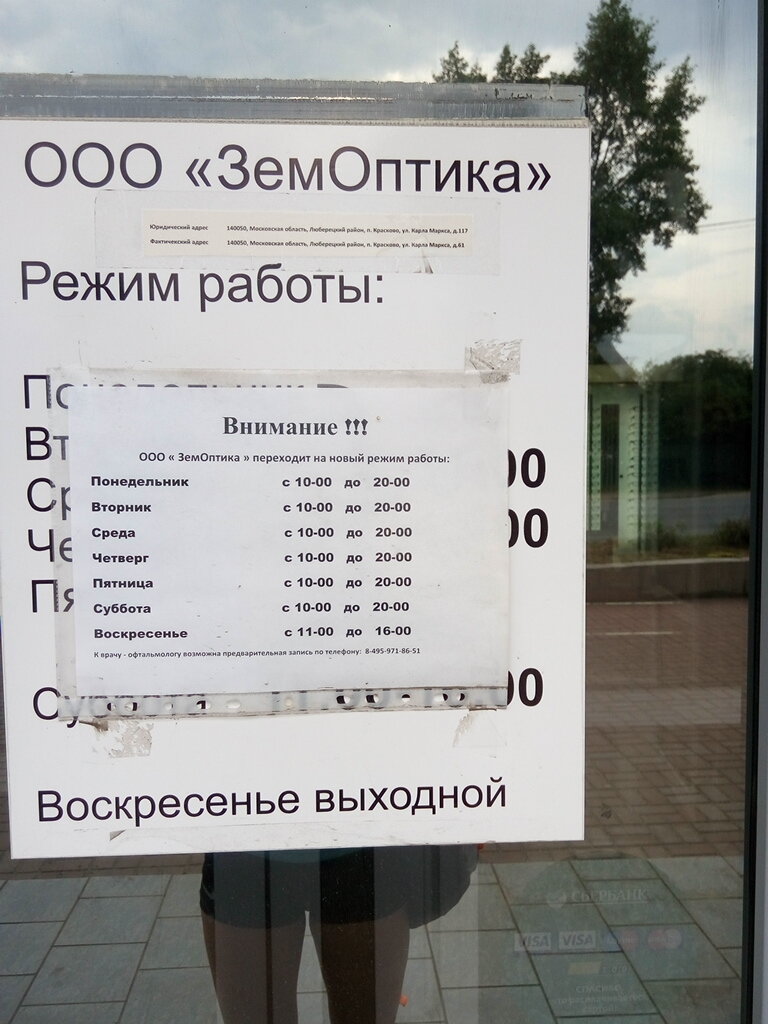 ООО «ЗемОптика»
Юридический адрес 140050, Московская область, Люберецкий район, п. Красково, ул. Карла Маркса, д.117
Фактический адрес 140050, Московская область, Люберецкий район, п. Красково, ул. Карла Маркса, д.61
Режим работы:
Внимание !!!
ООО « ЗемОптика » переходит на новый режим работы:
Понедельник с 10-00 до 20-00
Вторник с 10-00 до 20-00
Среда с 10-00 до 20-00
Четверг с 10-00 до 20-00
Пятница с 10-00 до 20-00
Суббота с 10-00 до 20-00
Воскресенье с 11-00 до 16-00
К врачу - офтальмологу возможна предварительная запись по телефону: 8-495-971-86-51
Воскресенье выходной
СБЕРБАНК
VISA VISA
СПАСИБО